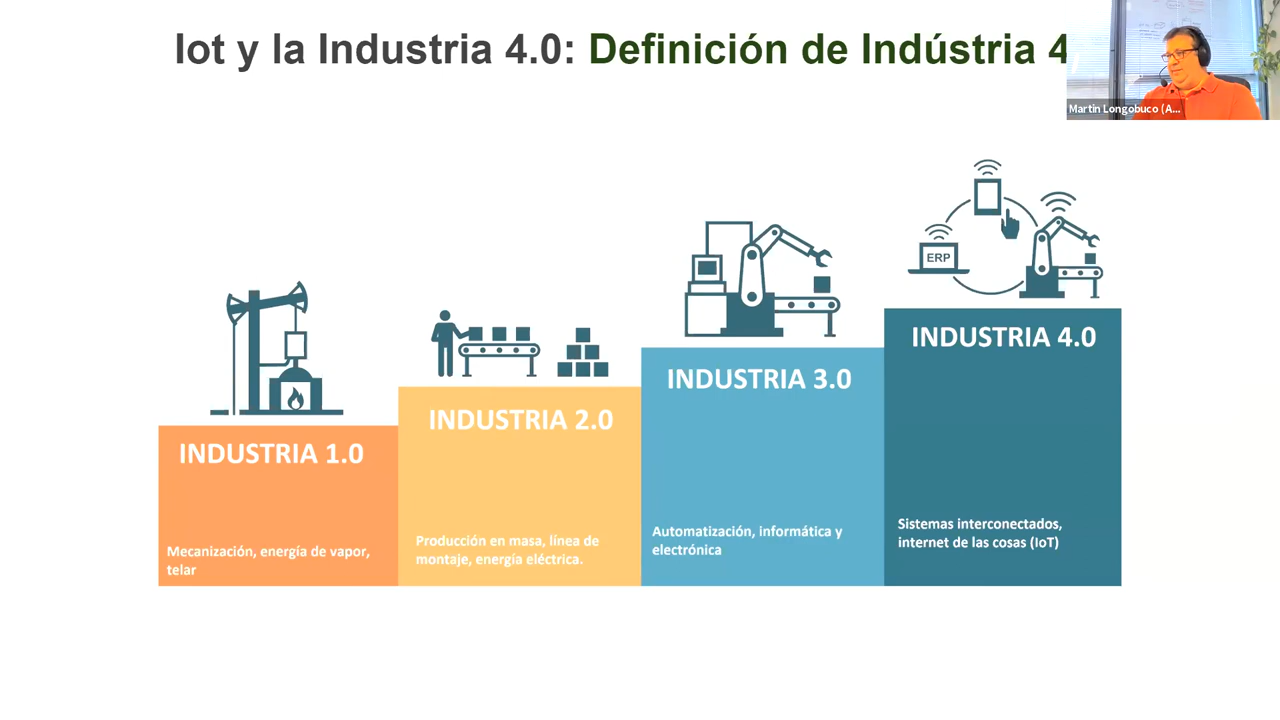 Iot y la Industria 4.0: Definición de Indústria 4
Martin Longobuco (A...
ERP
INDUSTRIA 1.0
Mecanización, energía de vapor,
telar
INDUSTRIA 2.0
Producción en masa, línea de
montaje, energía eléctrica.
INDUSTRIA 3.0
Automatización, informática y
electrónica
INDUSTRIA 4.0
Sistemas interconectados,
internet de las cosas (IoT)